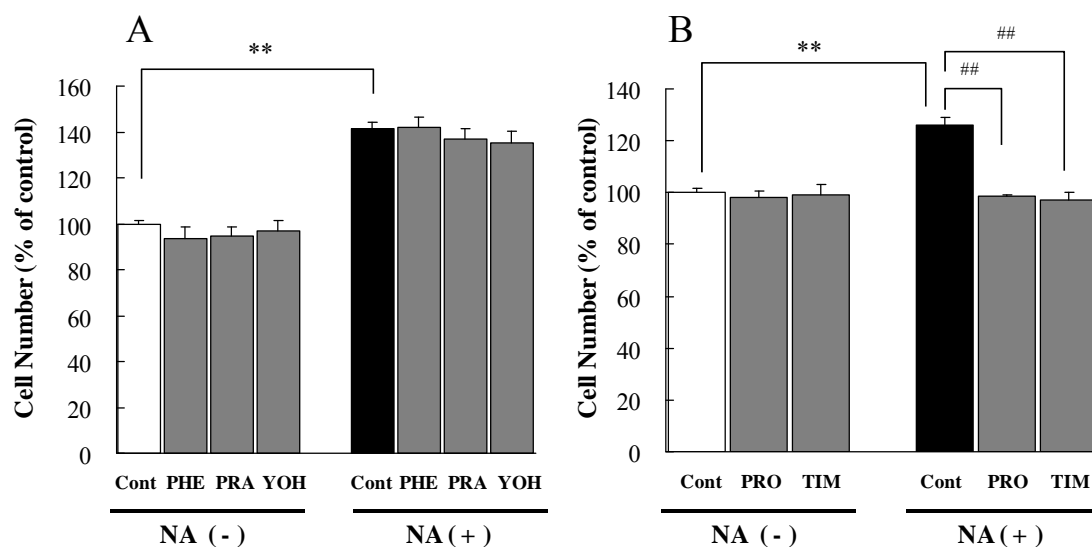 A
**
Cell Number (% of control)
160
140
120
100
80
60
40
20
0
Cont PHE PRA YOH
Cont PHE PRA YOH
NA ( - )
NA ( + )
B
**
##
##
Cell Number (% of control)
140
120
100
80
60
40
20
0
Cont PRO TIM
Cont PRO TIM
NA ( - )
NA ( + )